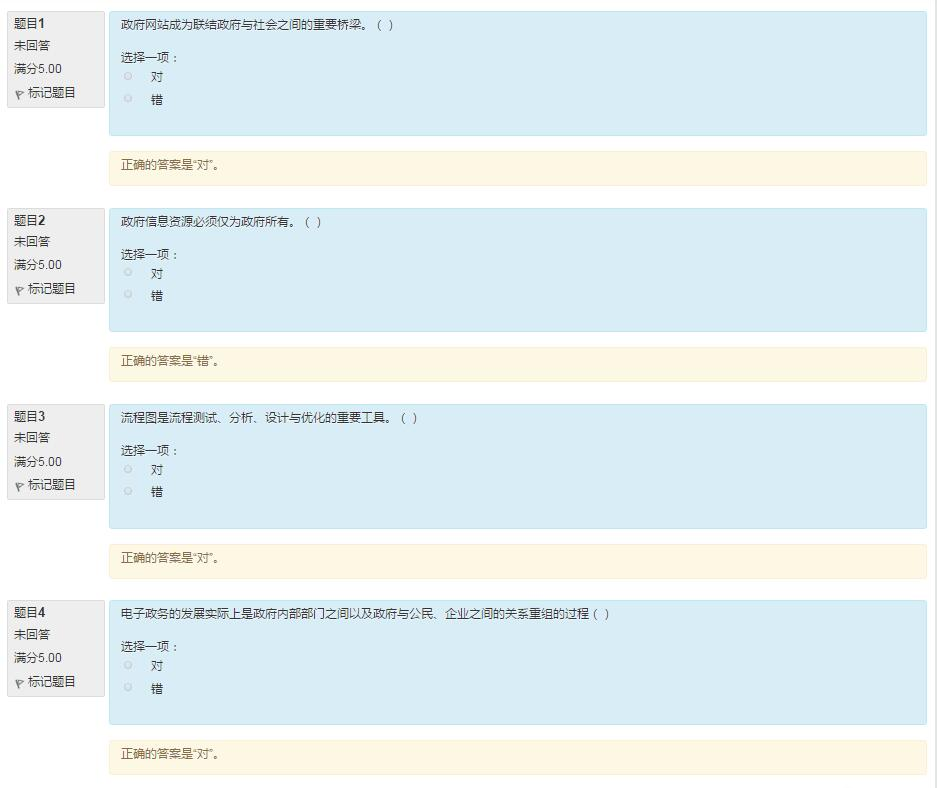 题目1
未回答
满分5.00
标记题目
政府网站成为联结政府与社会之间的重要桥梁。（ ）
选择一项：
对
错
正确的答案是“对”。
题目2
未回答
满分5.00
标记题目
政府信息资源必须仅为政府所有。（ ）
选择一项：
对
错
正确的答案是“错”。
题目3
未回答
满分5.00
标记题目
流程图是流程测试、分析、设计与优化的重要工具。（ ）
选择一项：
对
错
正确的答案是“对”。
题目4
未回答
满分5.00
标记题目
电子政务的发展实际上是政府内部部门之间以及政府与公民、企业之间的关系重组的过程（ ）
选择一项：
对
错
正确的答案是“对”。